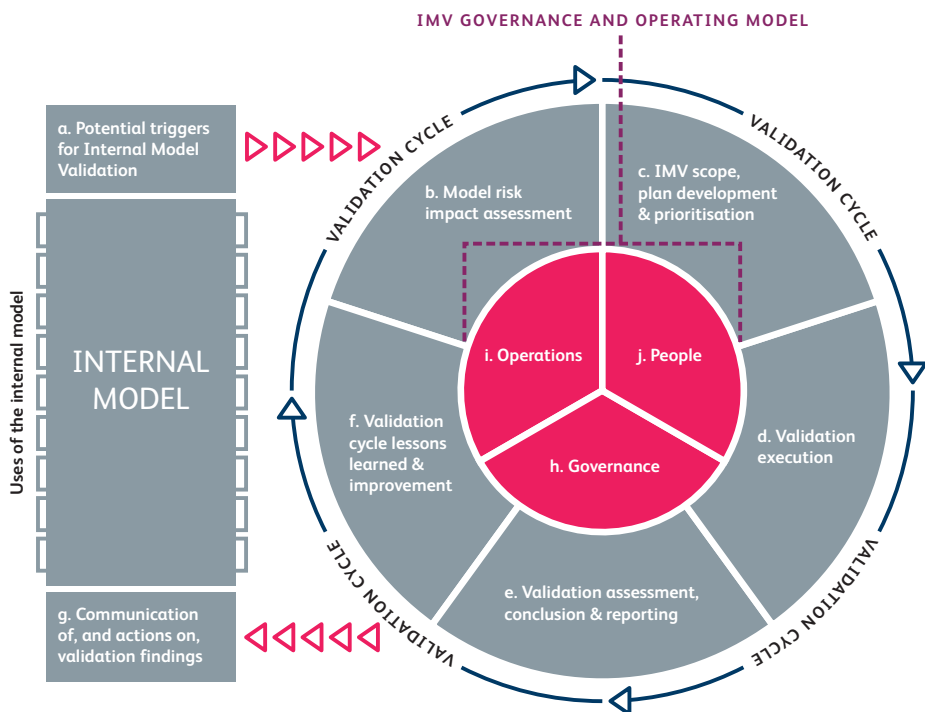 IMV GOVERNANCE AND OPERATING MODEL
a. Potential triggers
for Internal Model
Validation
VALIDATION CYCLE
VALIDATION CYCLE
b. Model risk
impact assessment
c. IMV scope,
plan development
& prioritisation
Uses of the internal model
INTERNAL
MODEL
i. Operations
j. People
h. Governance
f. Validation
cycle lessons
learned &
improvement
d. Validation
execution
e. Validation assessment,
conclusion & reporting
VALIDATION CYCLE
VALIDATION CYCLE
g. Communication
of, and actions on,
validation findings